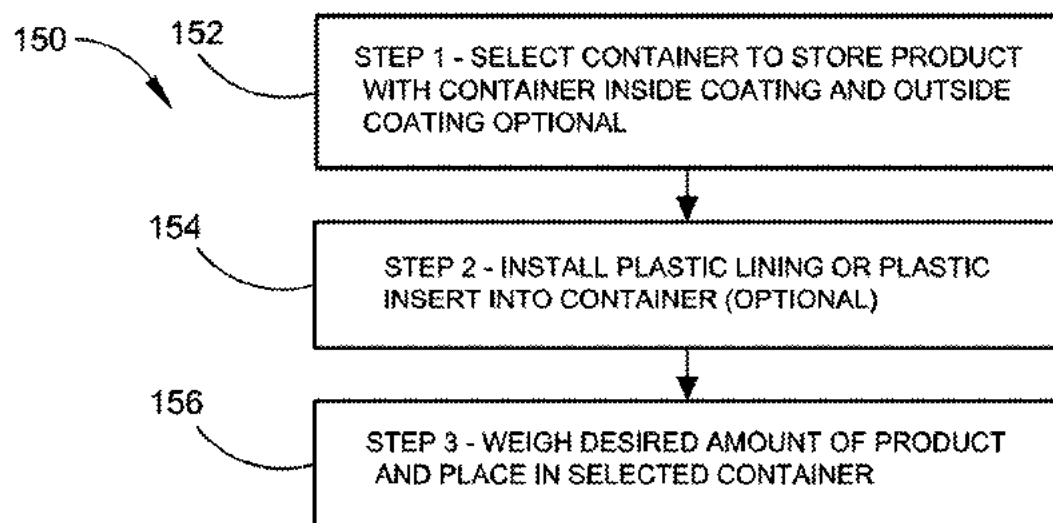 150
152
STEP 1 - SELECT CONTAINER TO STORE PRODUCT
WITH CONTAINER INSIDE COATING AND OUTSIDE
COATING OPTIONAL
154
STEP 2 - INSTALL PLASTIC LINING OR PLASTIC
INSERT INTO CONTAINER (OPTIONAL)
156
STEP 3 - WEIGH DESIRED AMOUNT OF PRODUCT
AND PLACE IN SELECTED CONTAINER